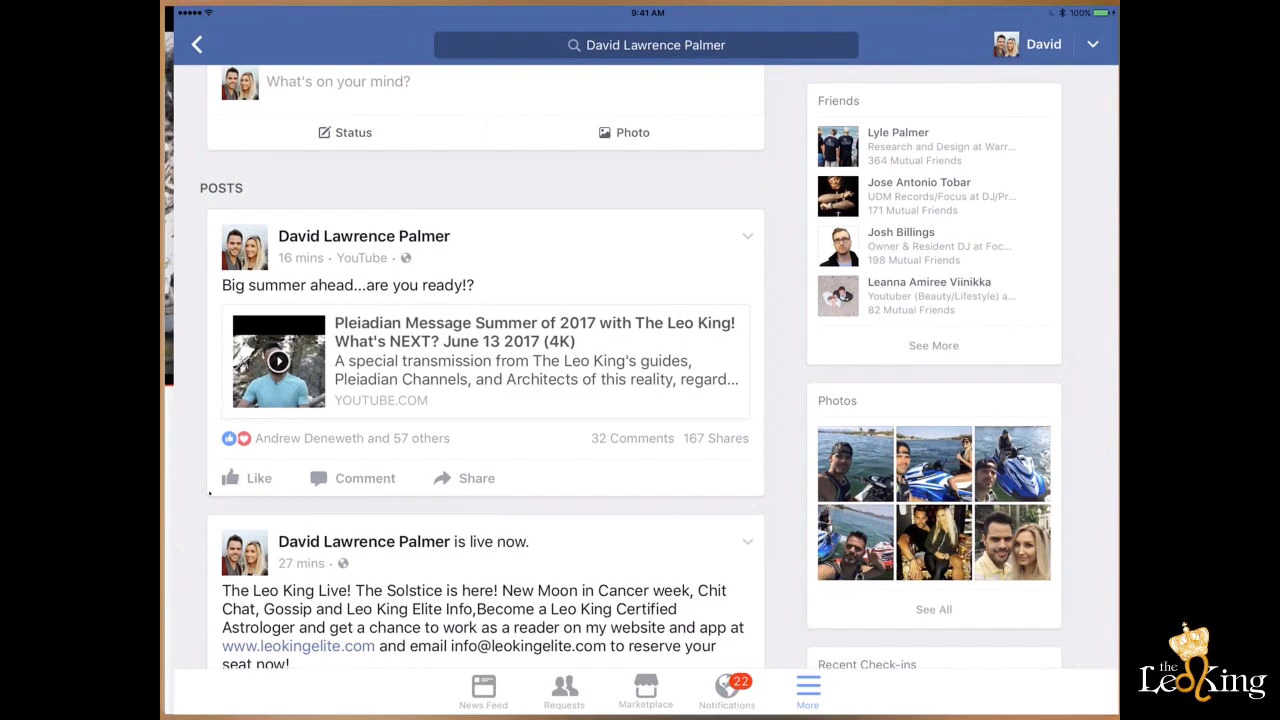 9:41 AM
100%
David Lawrence Palmer
David
What's on your mind?
Status
Photo
POSTS
David Lawrence Palmer
16 mins · YouTube ·
Big summer ahead...are you ready!?
Pleiadian Message Summer of 2017 with The Leo King!
What's NEXT? June 13 2017 (4K)
A special transmission from The Leo King's guides,
Pleiadian Channels, and Architects of this reality, regard...
YOUTUBE.COM
Andrew Deneweth and 57 others
32 Comments 167 Shares
Like
Comment
Share
David Lawrence Palmer is live now.
27 mins ·
The Leo King Live! The Solstice is here! New Moon in Cancer week, Chit
Chat, Gossip and Leo King Elite Info,Become a Leo King Certified
Astrologer and get a chance to work as a reader on my website and app at
www.leokingelite.com and email info@leokingelite.com to reserve your
seat now!
Friends
Lyle Palmer
Research and Design at Warr...
364 Mutual Friends
Jose Antonio Tobar
UDM Records/Focus at DJ/Pr...
171 Mutual Friends
Josh Billings
Owner & Resident DJ at Foc...
198 Mutual Friends
Leanna Amiree Viinikka
Youtuber (Beauty/Lifestyle) a...
82 Mutual Friends
See More
Photos
See All
Recent Check-ins
News Feed
Requests
Marketplace
22
Notifications
More
the
Leo King